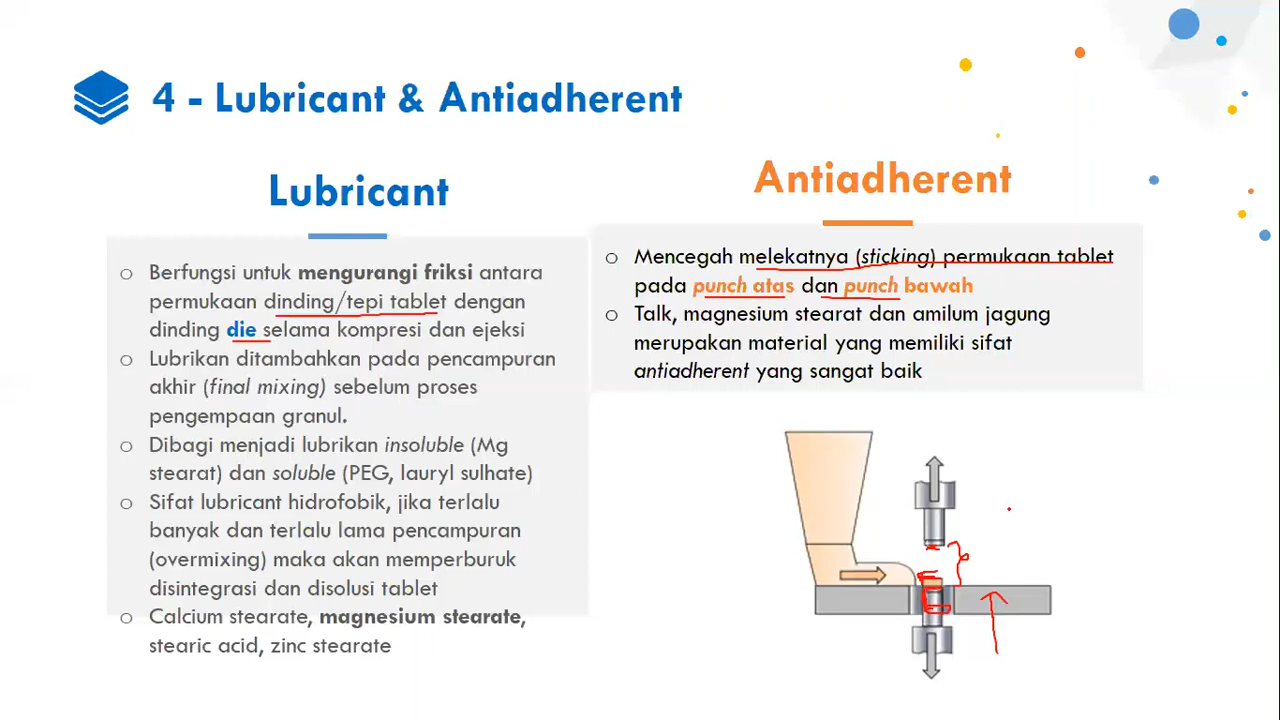 4 - Lubricant & Antiadherent
Lubricant
○ Berfungsi untuk mengurangi friksi antara
permukaan dinding/tepi tablet dengan
dinding die selama kompresi dan ejeksi
○ Lubrikan ditambahkan pada pencampuran
akhir (final mixing) sebelum proses
pengempaan granul.
○ Dibagi menjadi lubrikan insoluble (Mg
stearat) dan soluble (PEG, lauryl sulhate)
○ Sifat lubricant hidrofobik, jika terlalu
banyak dan terlalu lama pencampuran
(overmixing) maka akan memperburuk
disintegrasi dan disolusi tablet
○ Calcium stearate, magnesium stearate,
stearic acid, zinc stearate
Antiadherent
○ Mencegah melekatnya (sticking) permukaan tablet
pada punch atas dan punch bawah
○ Talk, magnesium stearat dan amilum jagung
merupakan material yang memiliki sifat
antiadherent yang sangat baik